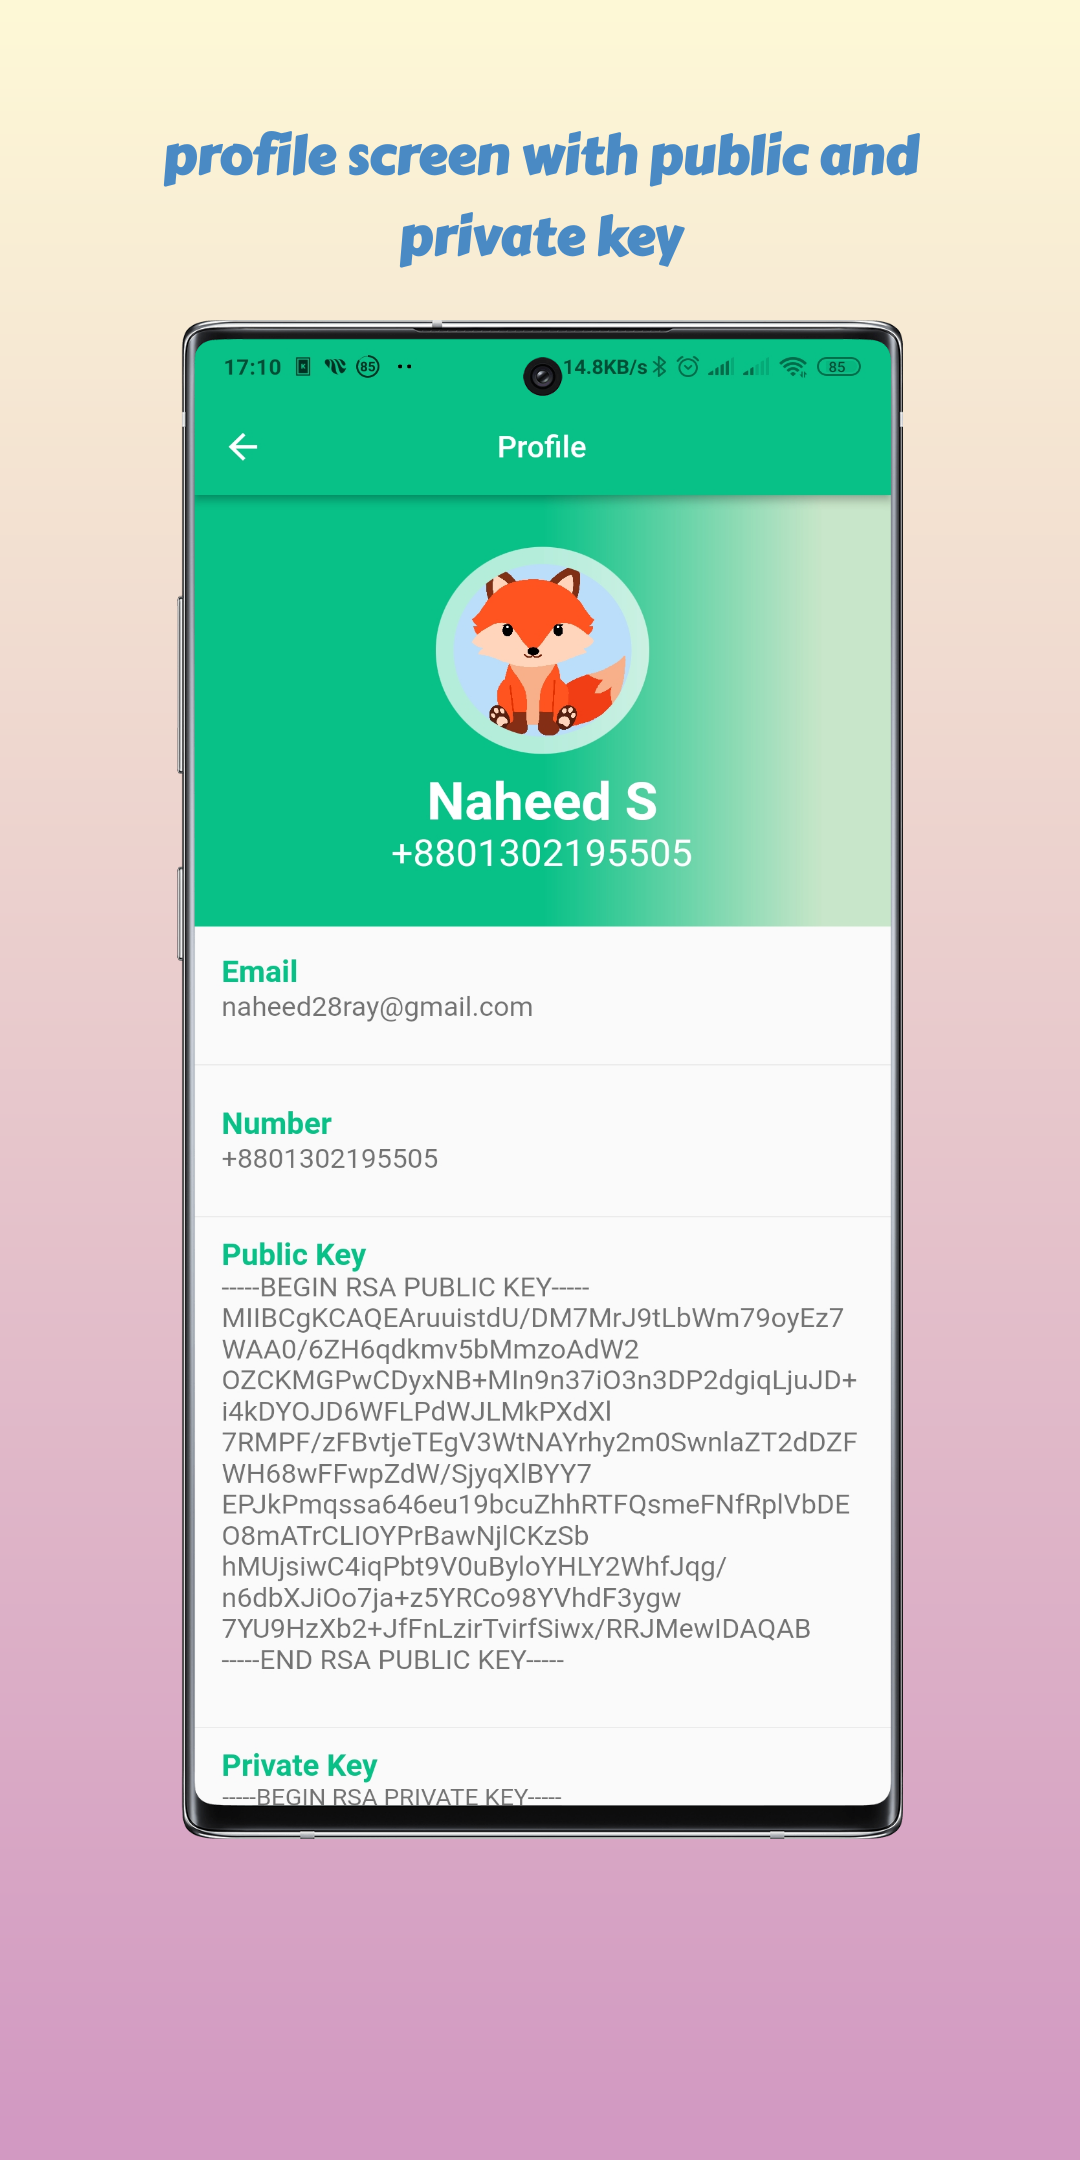 profile screen with public and
private key
17:10
85
14.8KB/s
85
Profile
Naheed S
+8801302195505
Email
naheed28ray@gmail.com
Number
+8801302195505
Public Key
-----BEGIN RSA PUBLIC KEY-----
MIIBCgKCAQEAruuistdU/DM7MrJ9tLbWm79oyEz7
WAA0/6ZH6qdkmv5bMmzoAdW2
OZCKMGPwCDyxNB+MIn9n37iO3n3DP2dgiqLjuJD+
i4kDYOJD6WFLPdWJLMkPXdXl
7RMPF/zFBvtjeTEgV3WtNAYrhy2m0SwnlaZT2dDZF
WH68wFFwpZdW/SjyqXlBYY7
EPJkPmqssa646eu19bcuZhhRTFQsmeFNfRplVbDE
O8mATrCLIOYPrBawNjlCKzSb
hMUjsiwC4iqPbt9V0uByloYHLY2WhfJqg/
n6dbXJiOo7ja+z5YRCo98YVhdF3ygw
7YU9HzXb2+JfFnLzirTvirfSiwx/RRJMewIDAQAB
-----END RSA PUBLIC KEY-----
Private Key
-----BEGIN RSA PRIVATE KEY-----